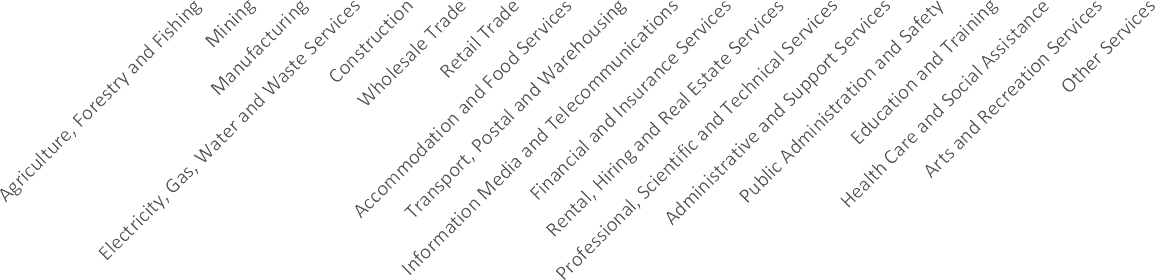 Agriculture, Forestry and Fishing
Mining
Manufacturing
Electricity, Gas, Water and Waste Services
Construction
Wholesale Trade
Retail Trade
Accommodation and Food Services
Transport, Postal and Warehousing
Information Media and Telecommunications
Financial and Insurance Services
Rental, Hiring and Real Estate Services
Professional, Scientific and Technical Services
Administrative and Support Services
Public Administration and Safety
Education and Training
Health Care and Social Assistance
Arts and Recreation Services
Other Services